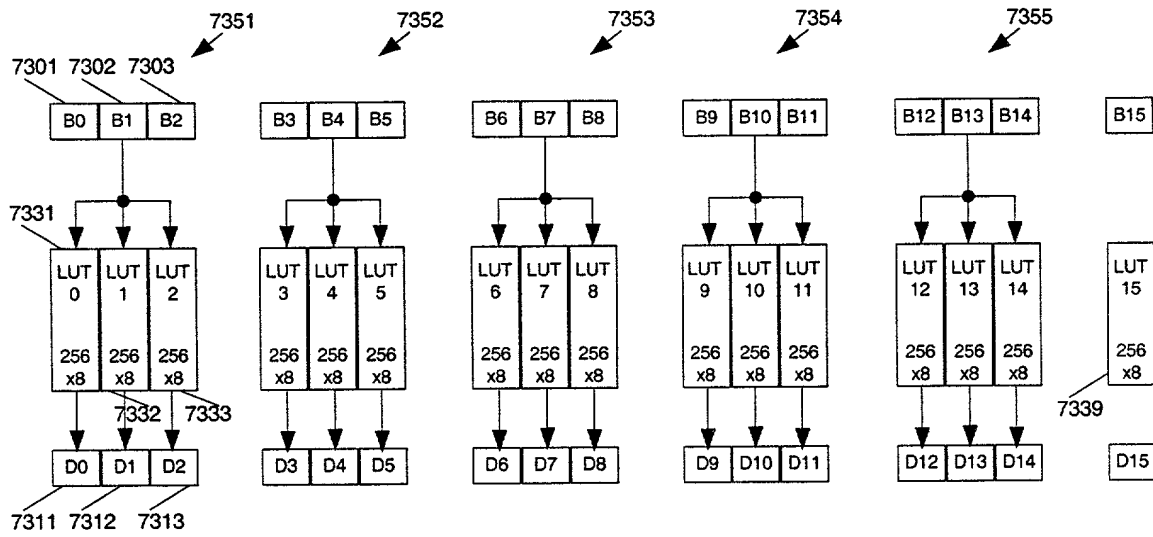 7351 7352 7353 7354 7355
7301 7302 7303
B0 B1 B2 B3 B4 B5 B6 B7 B8 B9 B10 B11 B12 B13 B14 B15
7331
LUT LUT LUT LUT LUT LUT LUT LUT LUT LUT LUT LUT LUT LUT LUT LUT
0 1 2 3 4 5 6 7 8 9 10 11 12 13 14 15
256 256 256 256 256 256 256 256 256 256 256 256 256 256 256 256
x8 x8 x8 x8 x8 x8 x8 x8 x8 x8 x8 x8 x8 x8 x8 x8
7332 7333 7339
D0 D1 D2 D3 D4 D5 D6 D7 D8 D9 D10 D11 D12 D13 D14 D15
7311 7312 7313